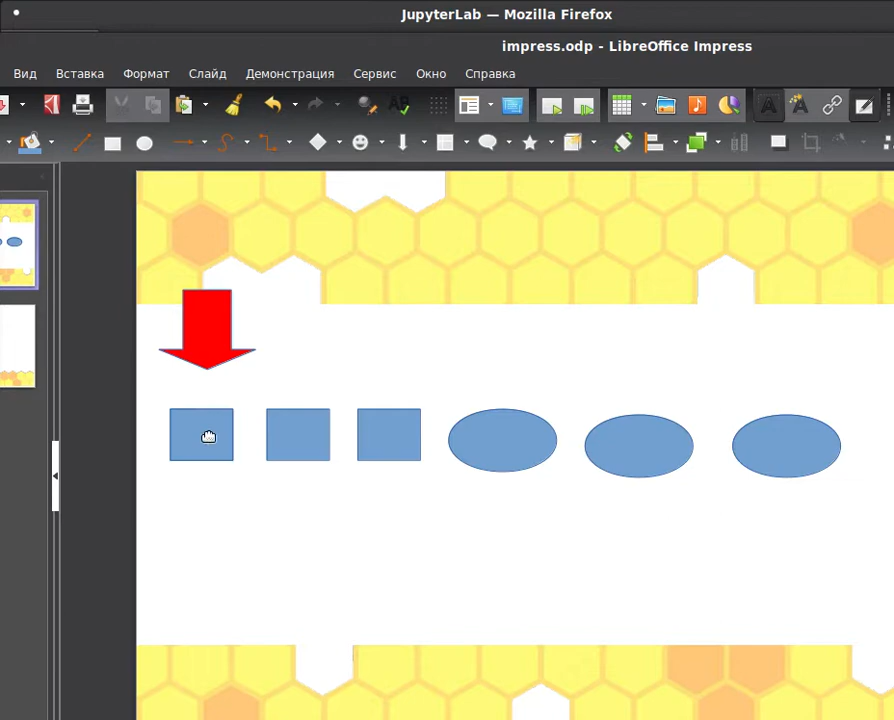 JupyterLab — Mozilla Firefox
impress.odp - LibreOffice Impress
Вид Вставка Формат Слайд Демонстрация Сервис Окно Справка